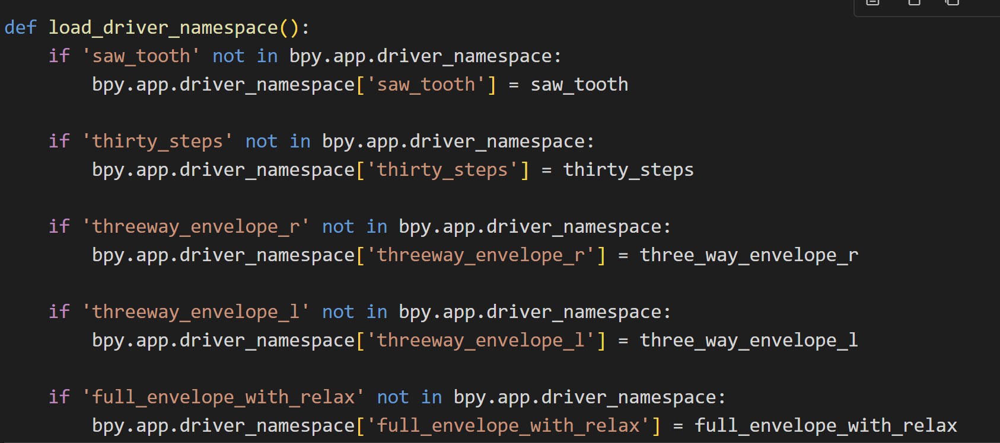 def load_driver_namespace():
    if 'saw_tooth' not in bpy.app.driver_namespace:
        bpy.app.driver_namespace['saw_tooth'] = saw_tooth

    if 'thirty_steps' not in bpy.app.driver_namespace:
        bpy.app.driver_namespace['thirty_steps'] = thirty_steps

    if 'threeway_envelope_r' not in bpy.app.driver_namespace:
        bpy.app.driver_namespace['threeway_envelope_r'] = three_way_envelope_r

    if 'threeway_envelope_l' not in bpy.app.driver_namespace:
        bpy.app.driver_namespace['threeway_envelope_l'] = three_way_envelope_l

    if 'full_envelope_with_relax' not in bpy.app.driver_namespace:
        bpy.app.driver_namespace['full_envelope_with_relax'] = full_envelope_with_relax